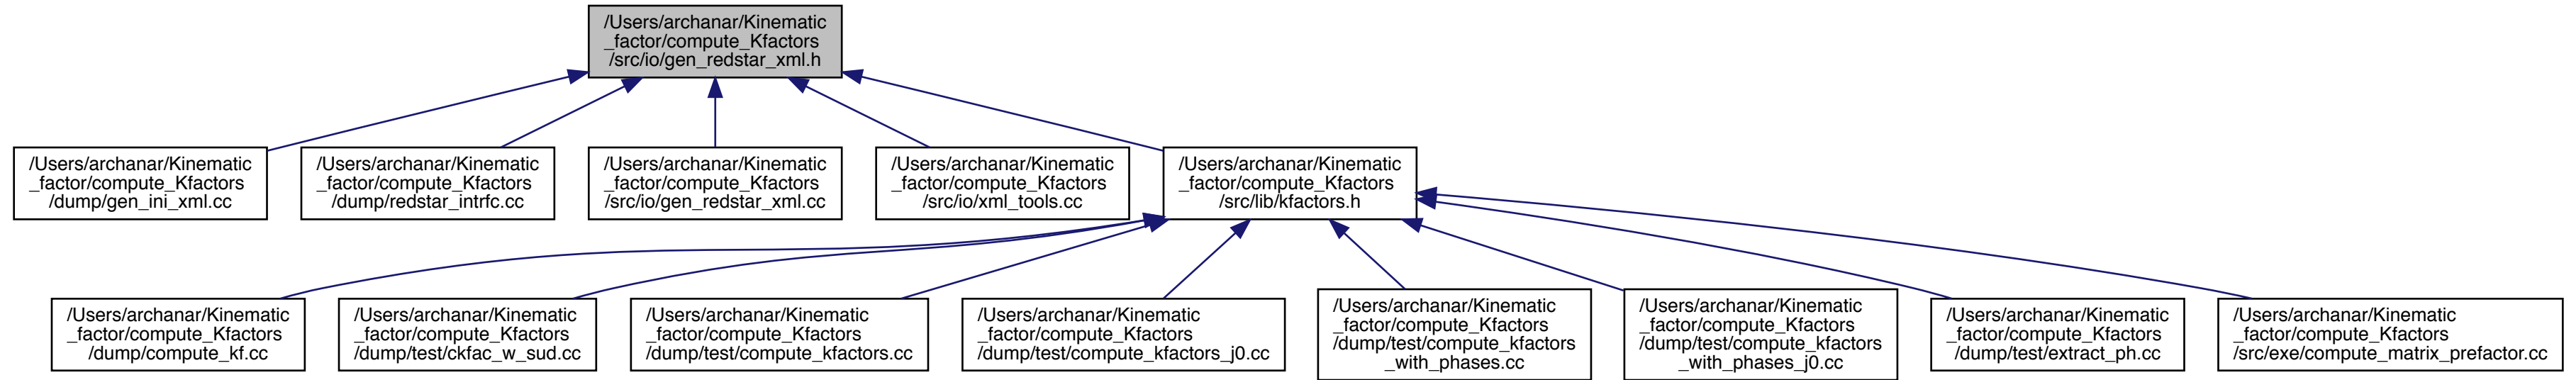 /Users/archanar/Kinematic
_factor/compute_Kfactors
/src/io/gen_redstar_xml.h
/Users/archanar/Kinematic
_factor/compute_Kfactors
/dump/gen_ini_xml.cc
/Users/archanar/Kinematic
_factor/compute_Kfactors
/dump/redstar_intrfc.cc
/Users/archanar/Kinematic
_factor/compute_Kfactors
/src/io/gen_redstar_xml.cc
/Users/archanar/Kinematic
_factor/compute_Kfactors
/src/io/xml_tools.cc
/Users/archanar/Kinematic
_factor/compute_Kfactors
/src/lib/kfactors.h
/Users/archanar/Kinematic
_factor/compute_Kfactors
/dump/compute_kf.cc
/Users/archanar/Kinematic
_factor/compute_Kfactors
/dump/test/ckfac_w_sud.cc
/Users/archanar/Kinematic
_factor/compute_Kfactors
/dump/test/compute_kfactors.cc
/Users/archanar/Kinematic
_factor/compute_Kfactors
/dump/test/compute_kfactors_j0.cc
/Users/archanar/Kinematic
_factor/compute_Kfactors
/dump/test/compute_kfactors
_with_phases.cc
/Users/archanar/Kinematic
_factor/compute_Kfactors
/dump/test/compute_kfactors
_with_phases_j0.cc
/Users/archanar/Kinematic
_factor/compute_Kfactors
/dump/test/extract_ph.cc
/Users/archanar/Kinematic
_factor/compute_Kfactors
/src/exe/compute_matrix_prefactor.cc